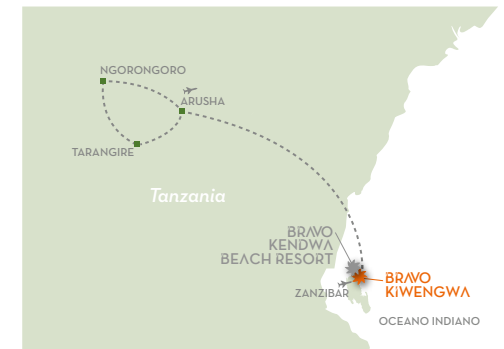 NGORONGORO
ARUSHA
TARANGIRE
Tanzania
BRAVO
KENDWA
BEACH RESORT
ZANZIBAR
BRAVO
KIWENGWA
OCEANO INDIANO